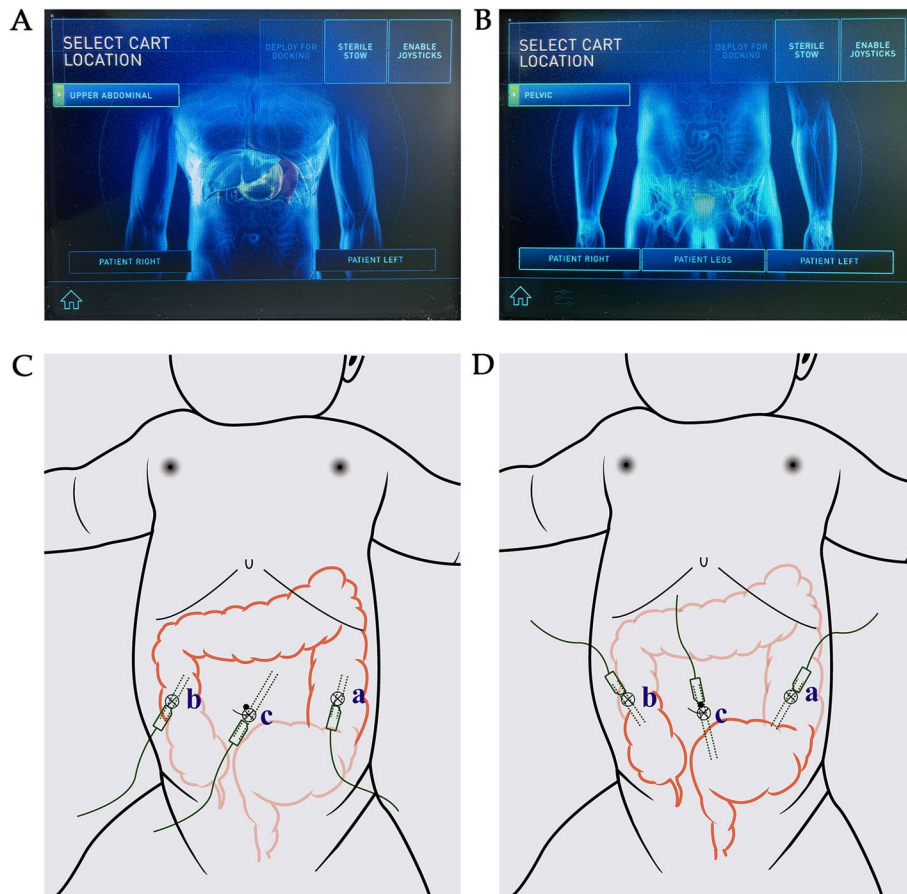 A
SELECT CART
LOCATION
DEPLOY FOR
DOCKING
STERILE
STOW
ENABLE
JOYSTICKS
UPPER ABDOMINAL
PATIENT RIGHT
PATIENT LEFT
B
SELECT CART
LOCATION
DEPLOY FOR
DOCKING
STERILE
STOW
ENABLE
JOYSTICKS
PELVIC
PATIENT RIGHT
PATIENT LEGS
PATIENT LEFT
C
b
c
a
D
b
c
a